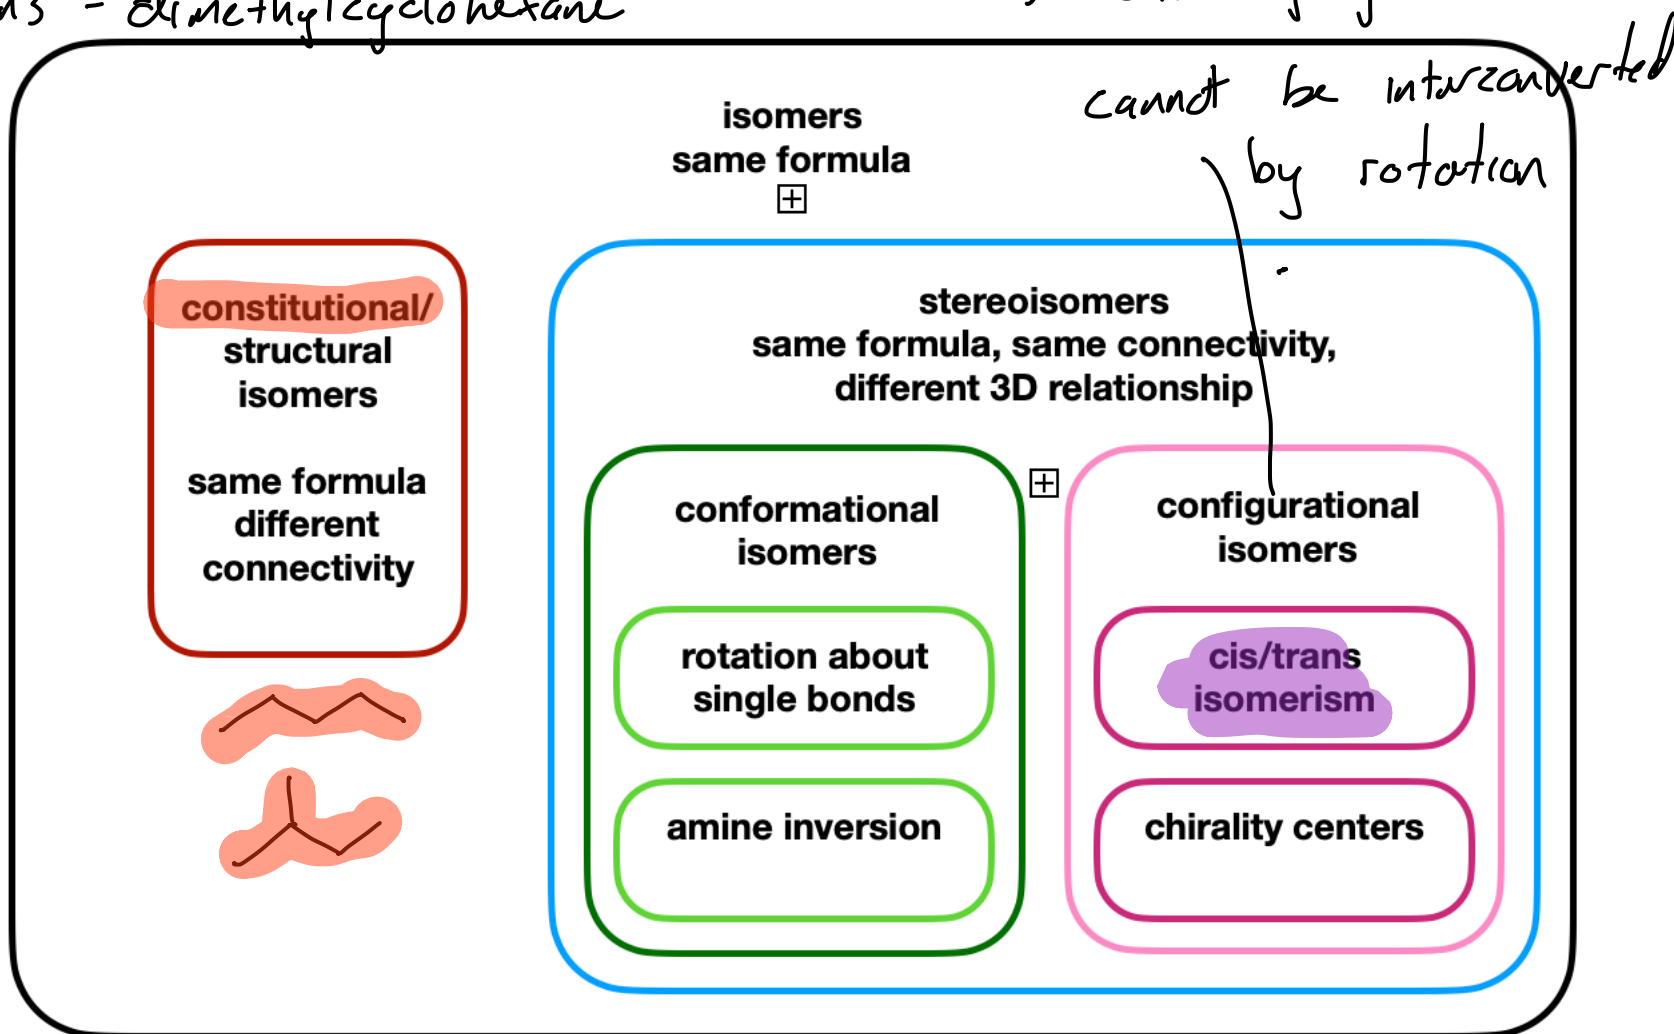 - dimethylcyclohexane
cannot be interconverted
by rotation
isomers
same formula
constitutional/
structural
isomers
same formula
different
connectivity
stereoisomers
same formula, same connectivity,
different 3D relationship
conformational
isomers
rotation about
single bonds
amine inversion
configurational
isomers
cis/trans
isomerism
chirality centers